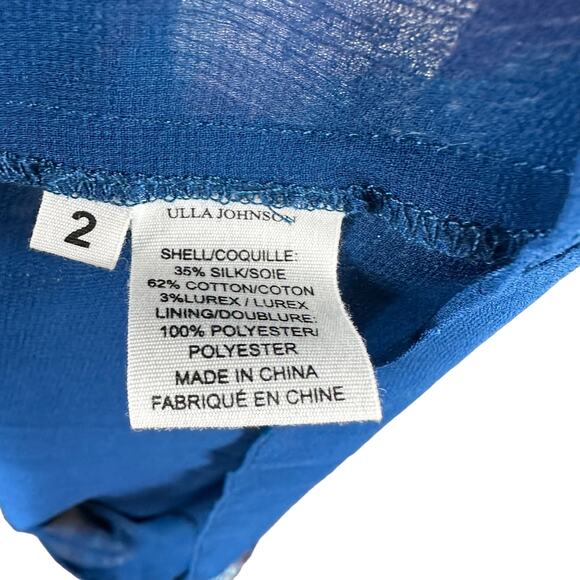 2
ULLA JOHNSON
SHELL/COQUILLE:
35% SILK/SOIE
62% COTTON/COTON
3%LUREX / LUREX
LINING/DOUBLURE:
100% POLYESTER/
POLYESTER
MADE IN CHINA
FABRIQUÉ EN CHINE